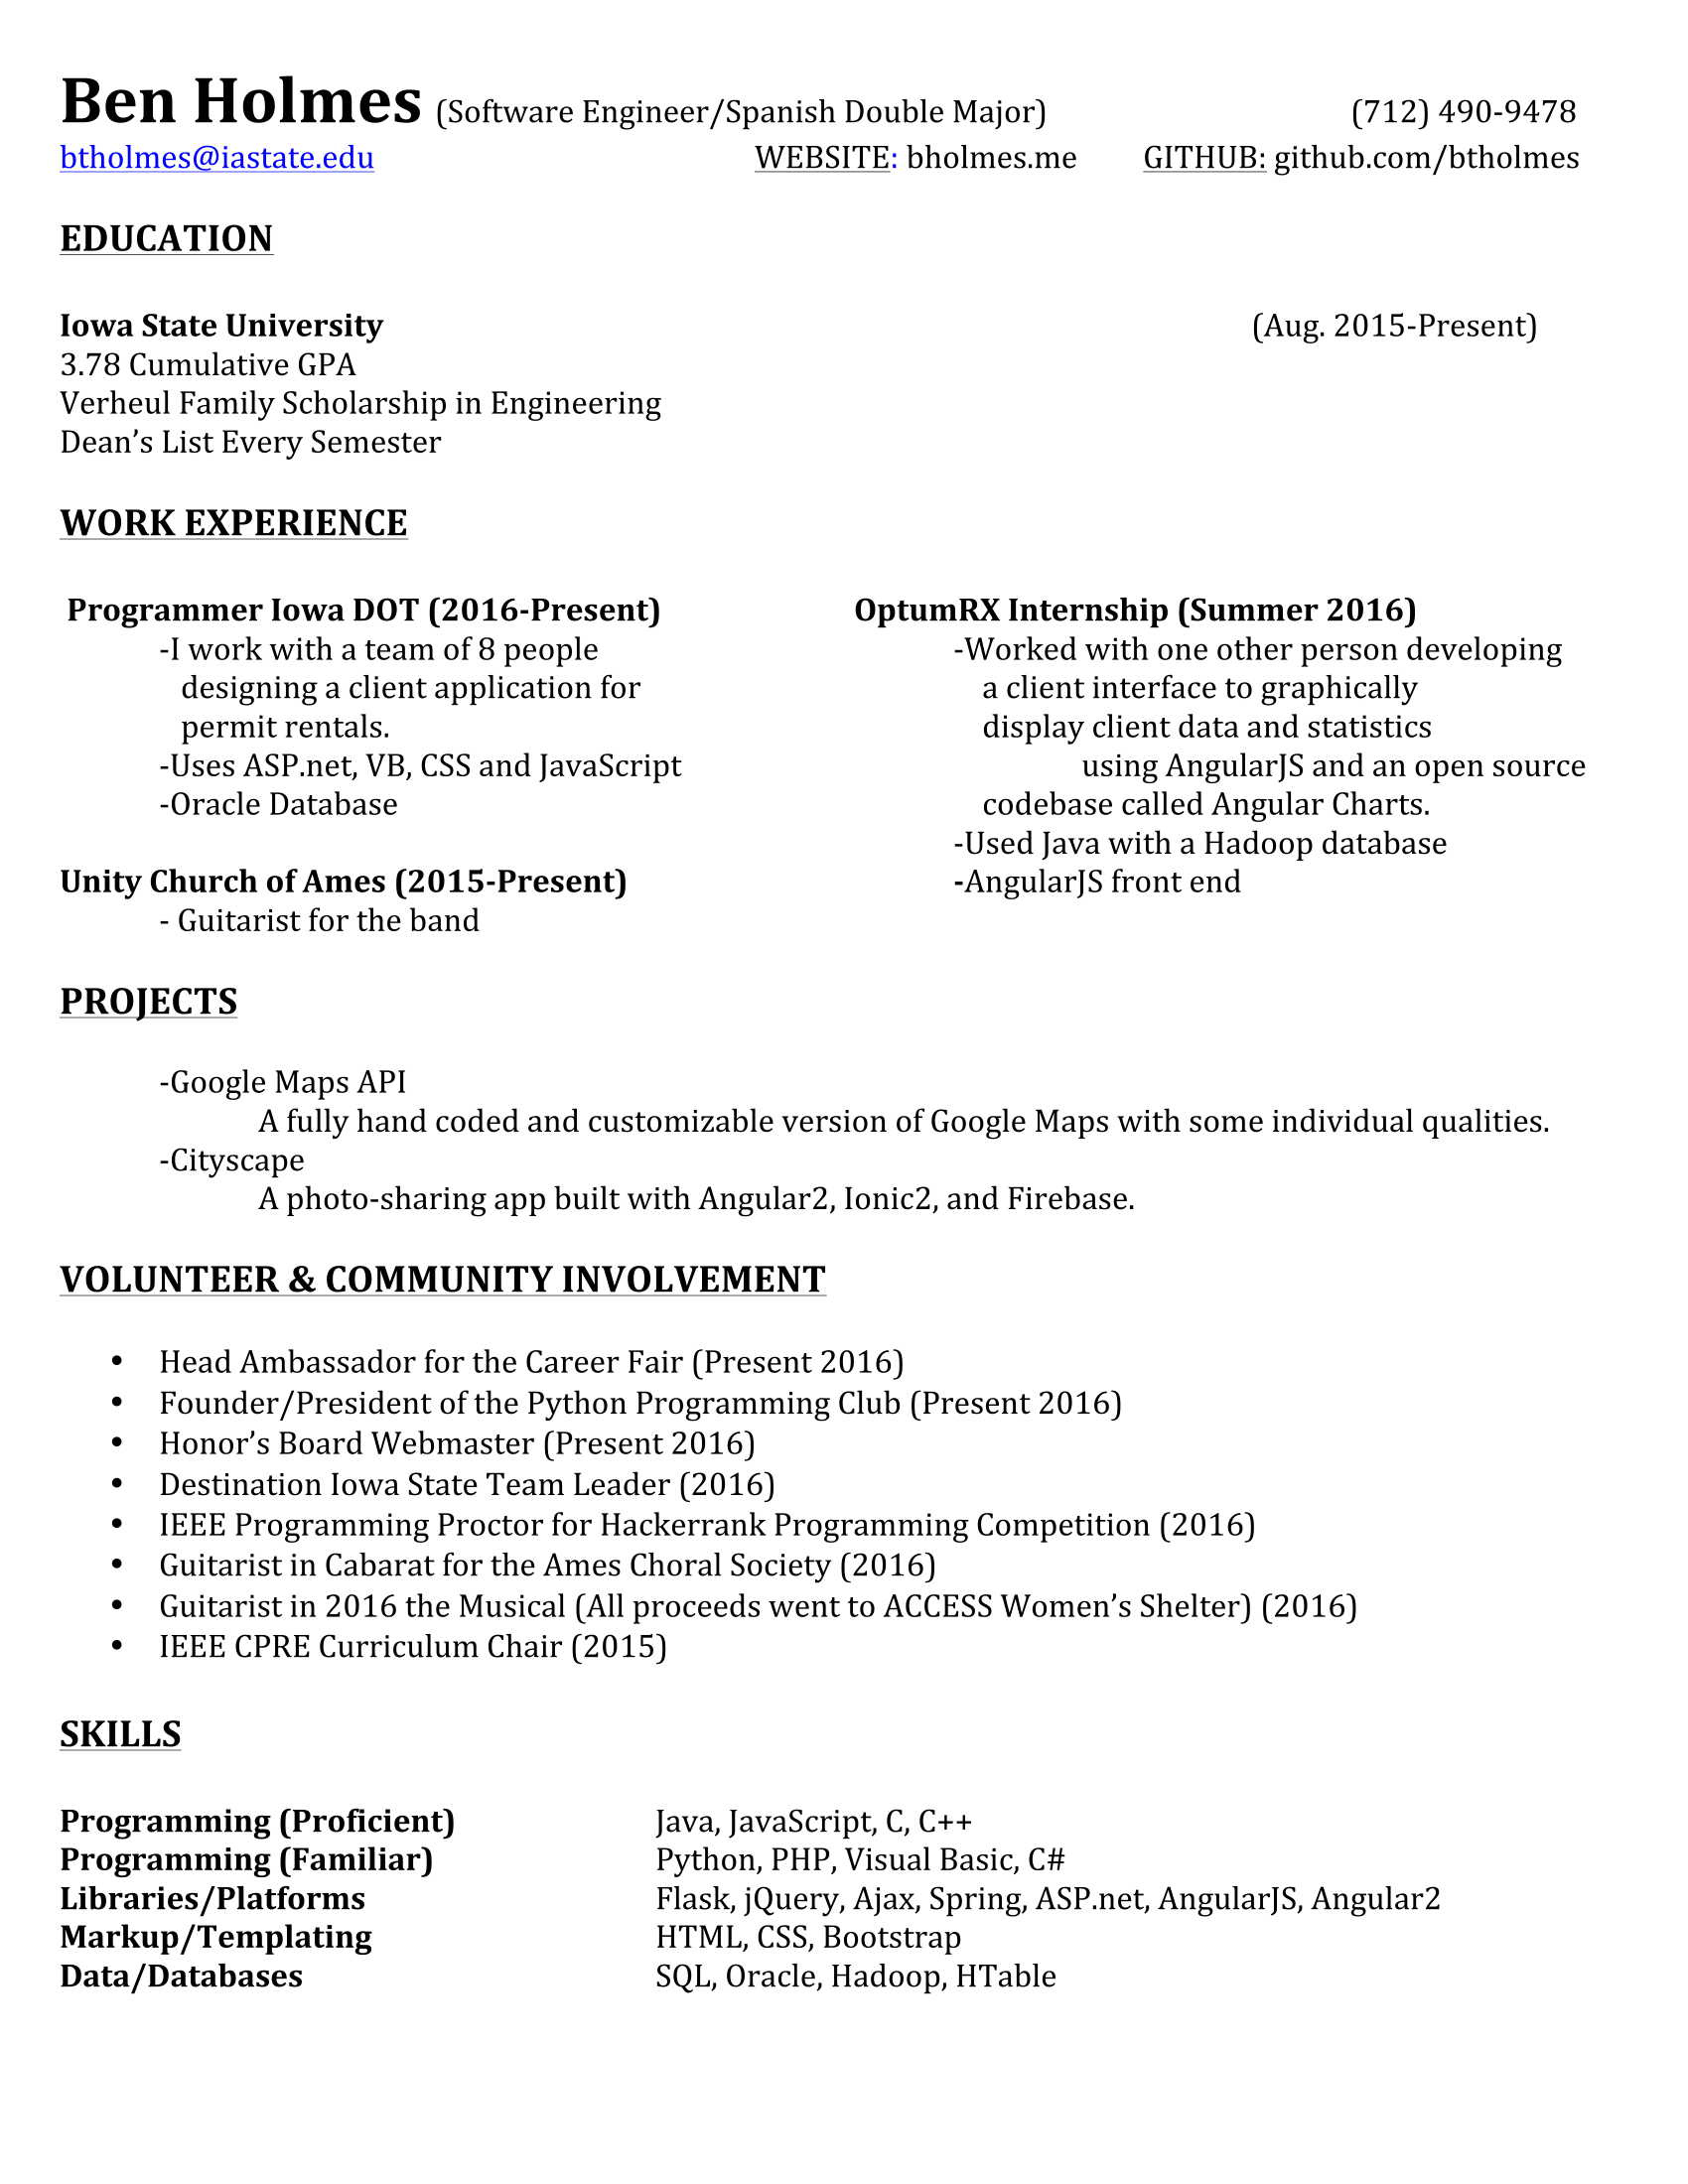 Ben Holmes (Software Engineer/Spanish Double Major) (712) 490-9478
btholmes@iastate.edu WEBSITE: bholmes.me GITHUB: github.com/btholmes
EDUCATION
Iowa State University (Aug. 2015-Present)
3.78 Cumulative GPA
Verheul Family Scholarship in Engineering
Dean’s List Every Semester
WORK EXPERIENCE
Programmer Iowa DOT (2016-Present)
-I work with a team of 8 people
designing a client application for
permit rentals.
-Uses ASP.net, VB, CSS and JavaScript
-Oracle Database
Unity Church of Ames (2015-Present)
- Guitarist for the band
OptumRX Internship (Summer 2016)
-Worked with one other person developing
a client interface to graphically
display client data and statistics
using AngularJS and an open source
codebase called Angular Charts.
-Used Java with a Hadoop database
-AngularJS front end
PROJECTS
-Google Maps API
A fully hand coded and customizable version of Google Maps with some individual qualities.
-Cityscape
A photo-sharing app built with Angular2, Ionic2, and Firebase.
VOLUNTEER & COMMUNITY INVOLVEMENT
• Head Ambassador for the Career Fair (Present 2016)
• Founder/President of the Python Programming Club (Present 2016)
• Honor’s Board Webmaster (Present 2016)
• Destination Iowa State Team Leader (2016)
• IEEE Programming Proctor for Hackerrank Programming Competition (2016)
• Guitarist in Cabarat for the Ames Choral Society (2016)
• Guitarist in 2016 the Musical (All proceeds went to ACCESS Women’s Shelter) (2016)
• IEEE CPRE Curriculum Chair (2015)
SKILLS
Programming (Proficient) Java, JavaScript, C, C++
Programming (Familiar) Python, PHP, Visual Basic, C#
Libraries/Platforms Flask, jQuery, Ajax, Spring, ASP.net, AngularJS, Angular2
Markup/Templating HTML, CSS, Bootstrap
Data/Databases SQL, Oracle, Hadoop, HTable